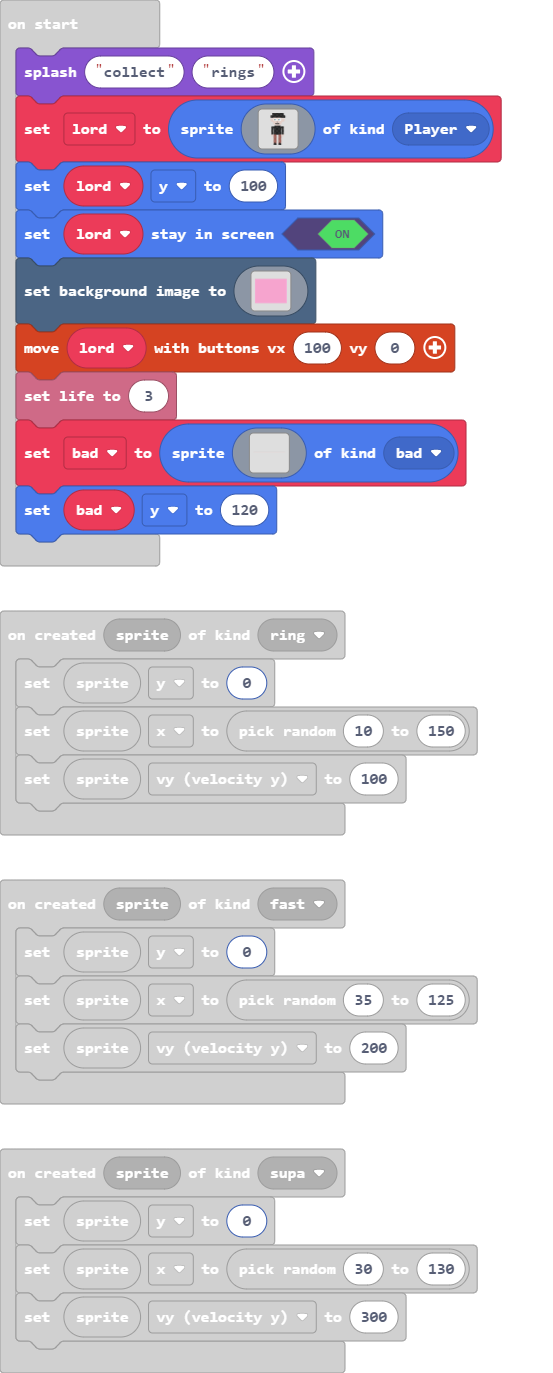 on start
splash "collect" "rings"
set lord to sprite of kind Player
set lord y to 100
set lord stay in screen ON
set background image to
move lord with buttons vx 100 vy 0
set life to 3
set bad to sprite of kind bad
set bad y to 120
on created sprite of kind ring
set sprite y to 0
set sprite x to pick random 10 to 150
set sprite vy (velocity y) to 100
on created sprite of kind fast
set sprite y to 0
set sprite x to pick random 35 to 125
set sprite vy (velocity y) to 200
on created sprite of kind supa
set sprite y to 0
set sprite x to pick random 30 to 130
set sprite vy (velocity y) to 300